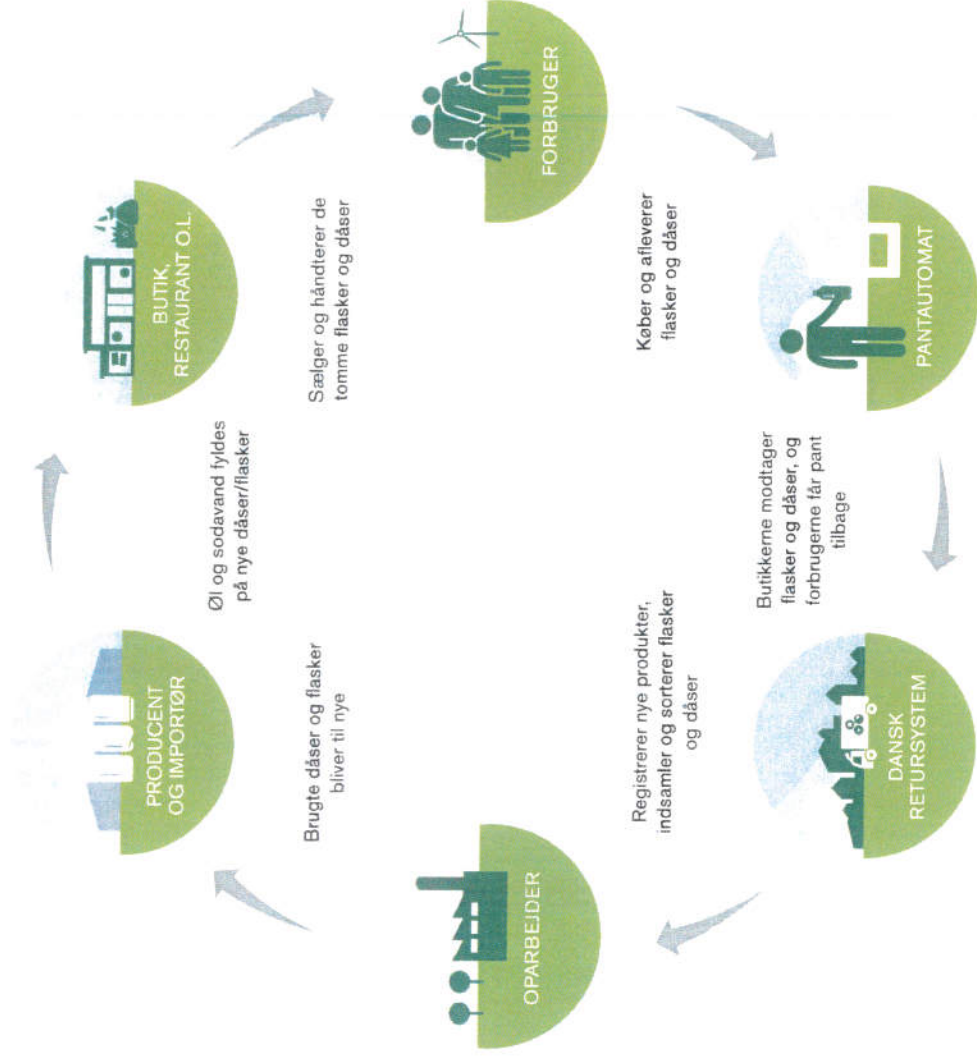 PRODUCENT
OG IMPORTØR
Øl og sodavand fyldes
på nye dåser/flasker
BUTIK,
RESTAURANT O.L.
Sælger og håndterer de
tomme flasker og dåser
FORBRUGER
Køber og afleverer
flasker og dåser
PANTAUTOMAT
Butikkerne modtager
flasker og dåser, og
forbrugerne får pant
tilbage
DANSK
RETURSYSTEM
Registrerer nye produkter,
indsamler og sorterer flasker
og dåser
OPARBEJDER
Brugte dåser og flasker
bliver til nye